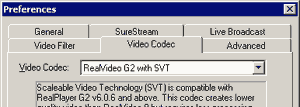 Preferences
General SureStream Live Broadcast
Video Filter Video Codec Advanced
Video Codec: RealVideo G2 with SVT
Scaleable Video Technology (SVT) is compatible with
RealPlayer G2 v6.0.6 and above. This codec creates lower